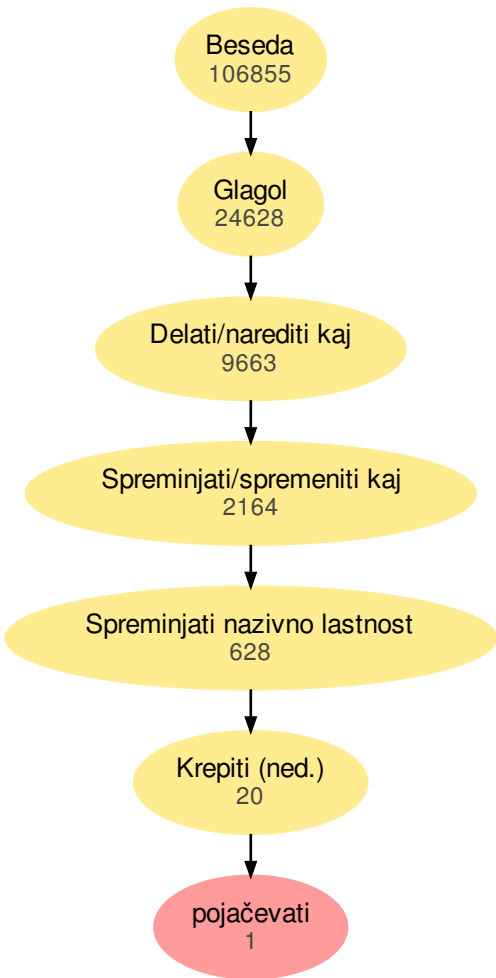 Beseda
106855
Glagol
24628
Delati/narediti kaj
9663
Spreminjati/spremeniti kaj
2164
Spreminjati nazivno lastnost
628
Krepiti (ned.)
20
pojačevati
1